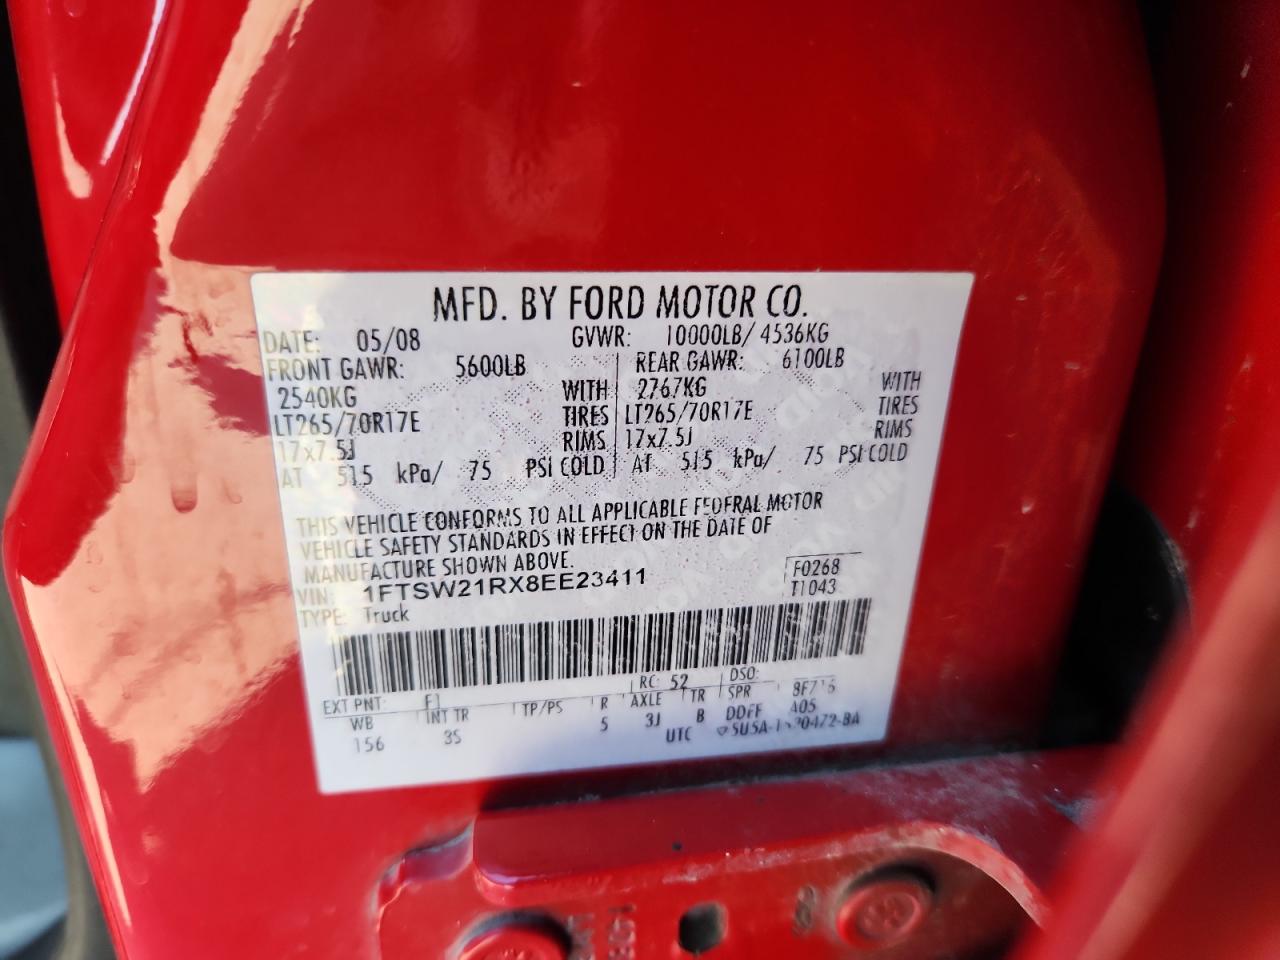 MFD. BY FORD MOTOR CO.
DATE: 05/08 GVWR: 10000LB/ 4536KG
FRONT GAWR: 5600LB REAR GAWR: 6100LB
2540KG WITH 2767KG WITH
LT265/70R17E TIRES LT265/70R17E TIRES
17x7.5J RIMS 17x7.5J RIMS
AT 515 kPa/ 75 PSI COLD AT 515 kPa/ 75 PSI COLD
THIS VEHICLE CONFORMS TO ALL APPLICABLE FEDERAL MOTOR
VEHICLE SAFETY STANDARDS IN EFFECT ON THE DATE OF
MANUFACTURE SHOWN ABOVE.
VIN: 1FTSW21RX8EE23411 F0268
TYPE: Truck T1043
EXT PNT: F1 RC: 52 DSO:
WB INT TR TP/PS R AXLE TR SPR
156 3S 5 3J B DDFF A05
UTC